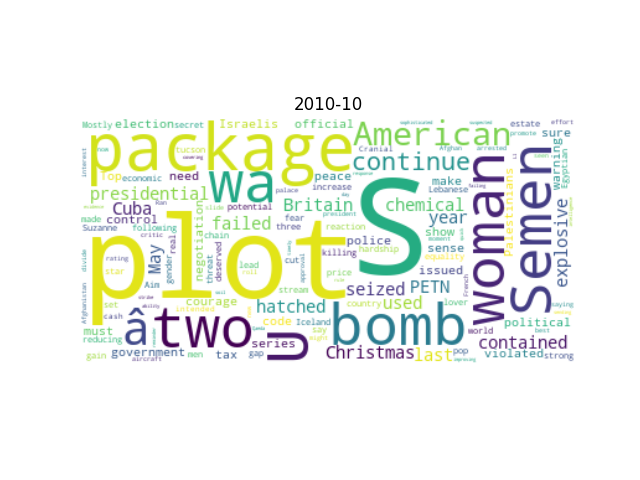 2010-10
Mostly election secret Israelis official
estate effort
package American sure
interest tucson covering Cranial Afghan arrested promote
Top economic wa continue woman Semen warning Egyptian
presidential palace increase peace make Lebanese Palestinians
Cuba slide potential Britain S chemical year explosive
made control fear three president
Suzanne following critic failed reaction police show
plot negotiation threat deserved killing hardship sense equality
divide real gender May
rating star Aim cut price issued
Afghanistan lead stream seized PETN
set cash courage hatched country used lover French saying
must â two intended code Iceland bomb world political best
reducing U series say
gain government men tax gap Christmas last pop violated contained strong
aircraft